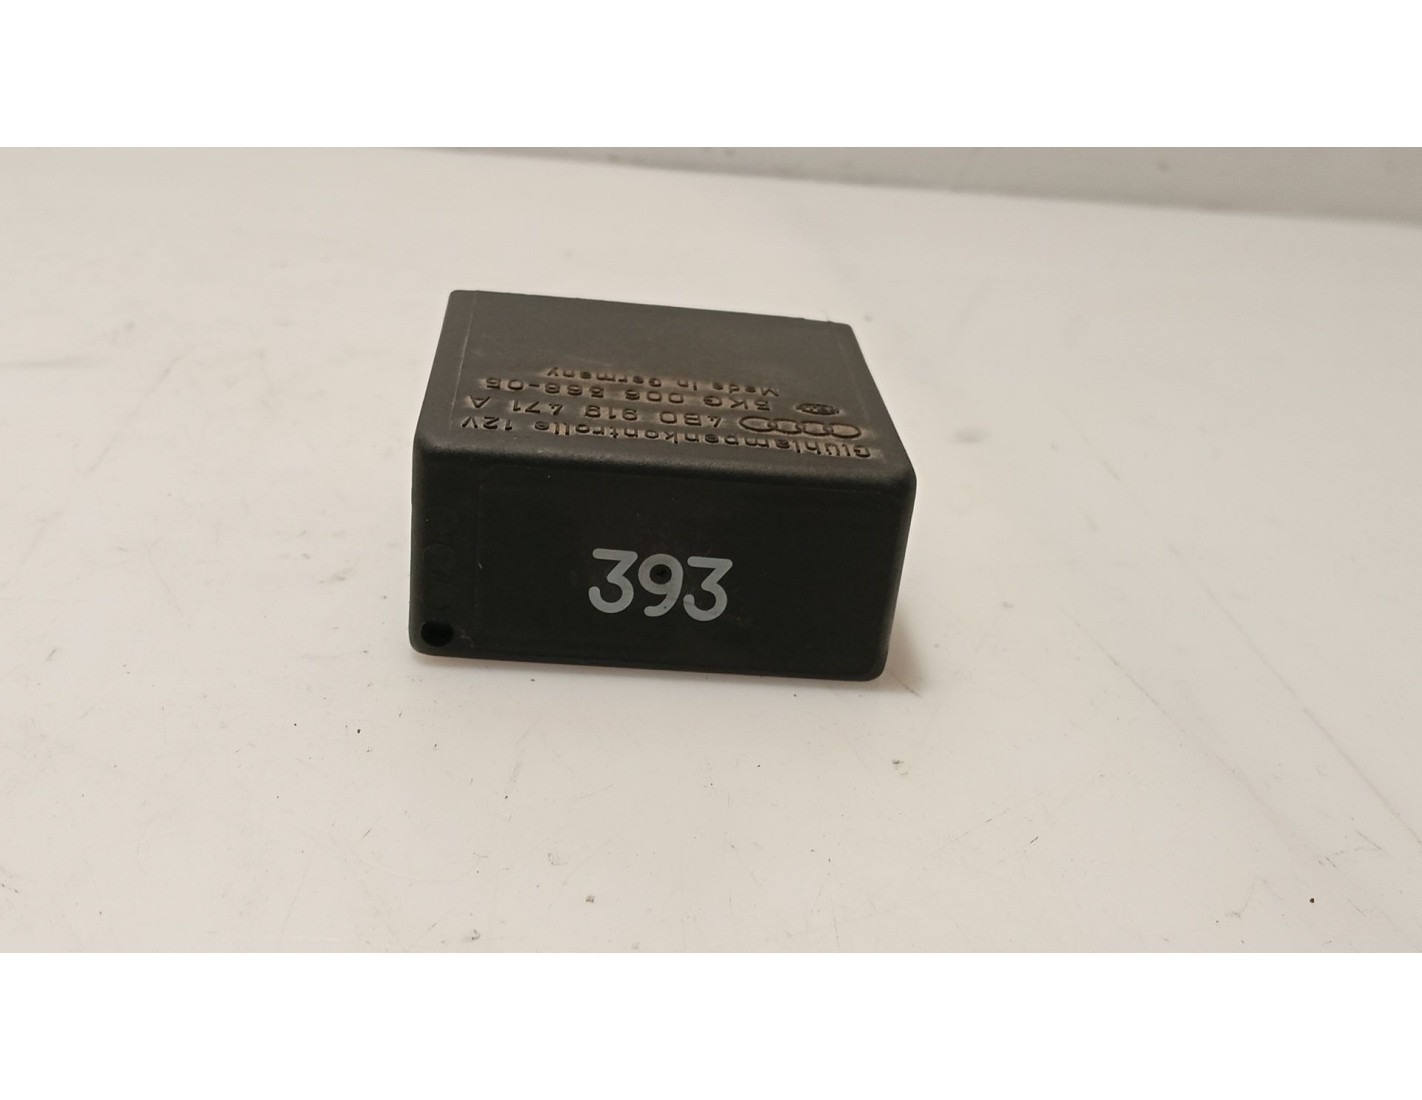 Glühlampenkontrolle 12V
4B0 919 471 A
5KG 006 568-05
Made in Germany
393